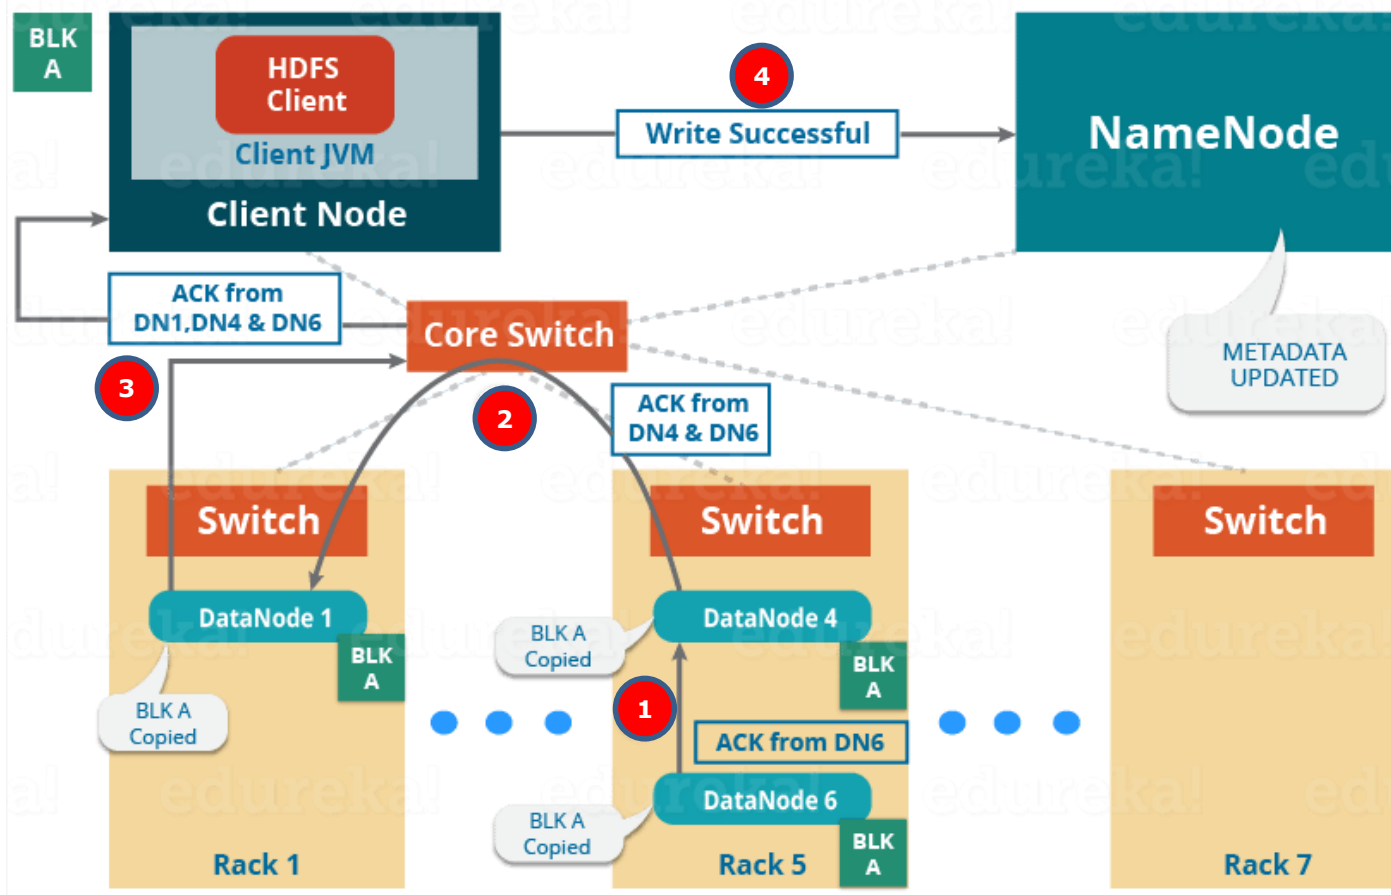 BLK
A
HDFS
Client
Client JVM
Client Node
4
Write Successful
NameNode
ACK from
DN1,DN4 & DN6
Core Switch
METADATA
UPDATED
3
2
ACK from
DN4 & DN6
Switch
Switch
Switch
DataNode 1
BLK
A
BLK A
Copied
DataNode 4
BLK A
Copied
BLK
A
1
ACK from DN6
DataNode 6
BLK A
Copied
BLK
A
Rack 1
Rack 5
Rack 7
edureka!